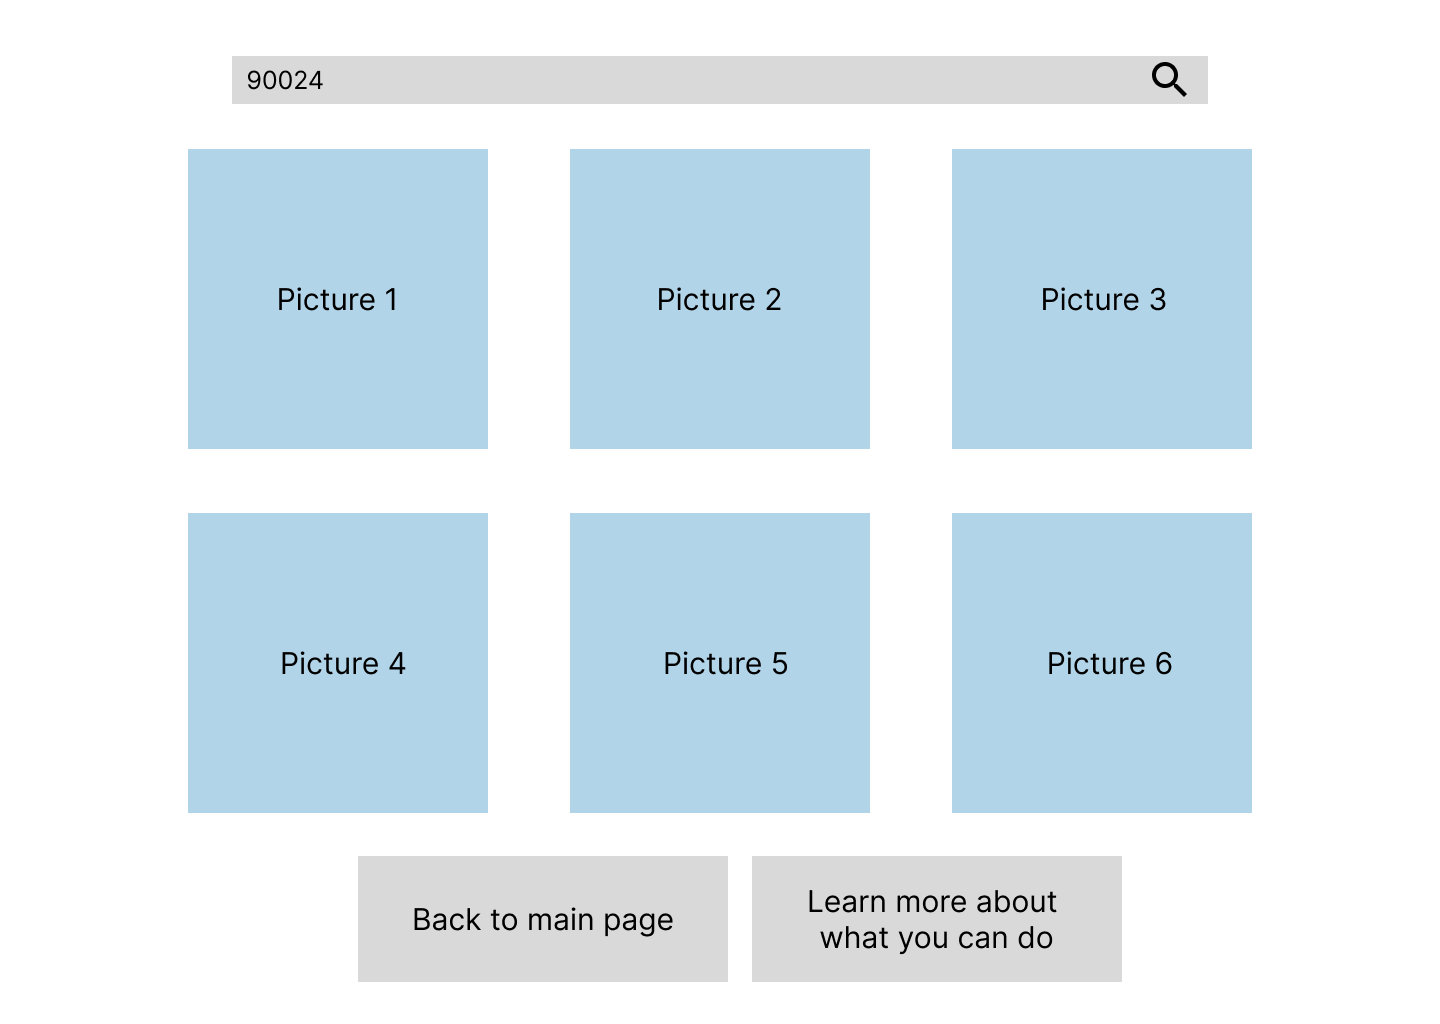 90024
Picture 1
Picture 2
Picture 3
Picture 4
Picture 5
Picture 6
Back to main page
Learn more about
what you can do